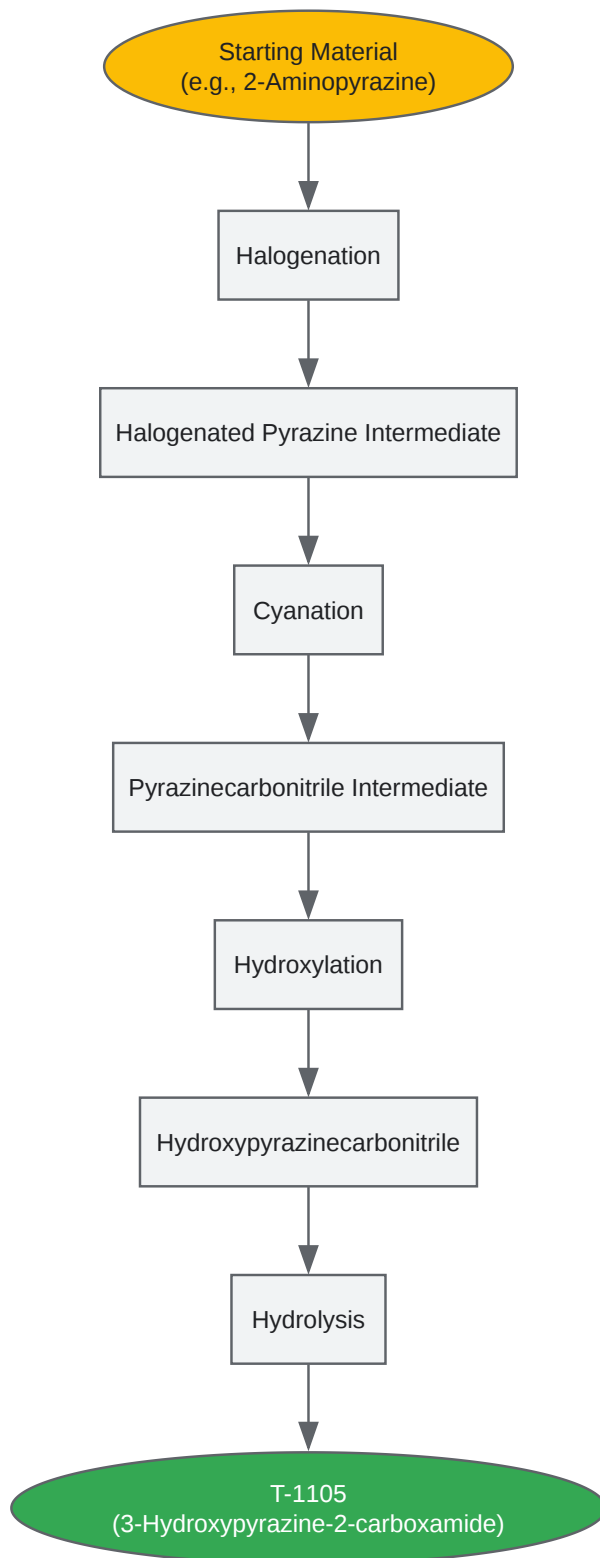 Starting Material
(e.g., 2-Aminopyrazine)
Halogenation
Halogenated Pyrazine Intermediate
Cyanation
Pyrazinecarbonitrile Intermediate
Hydroxylation
Hydroxypyrazinecarbonitrile
Hydrolysis
T-1105
(3-Hydroxypyrazine-2-carboxamide)